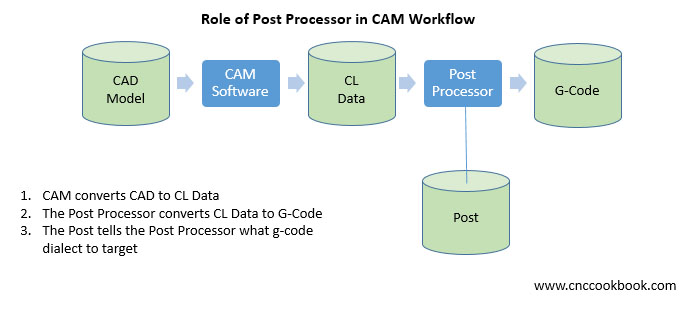 Role of Post Processor in CAM Workflow
CAD
Model
CAM
Software
CL
Data
Post
Processor
G-Code
Post
1. CAM converts CAD to CL Data
2. The Post Processor converts CL Data to G-Code
3. The Post tells the Post Processor what g-code
dialect to target
www.cnccookbook.com